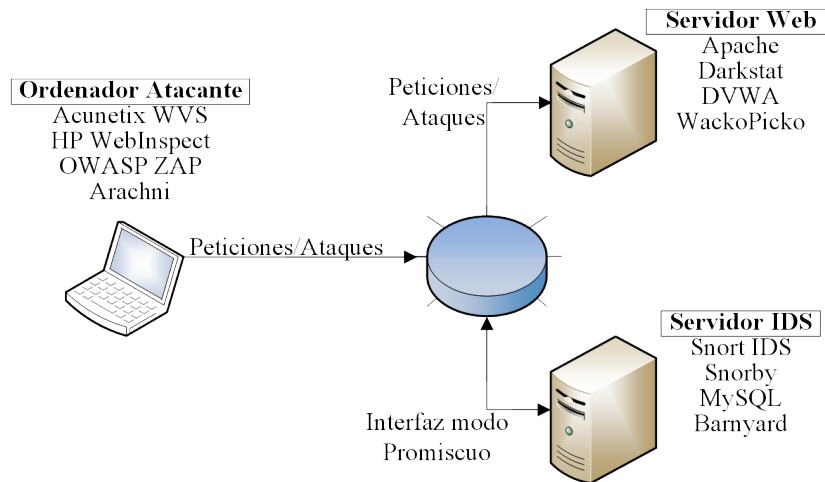 Ordenador Atacante
Acunetix WVS
HP WebInspect
OWASP ZAP
Arachni
Peticiones/Ataques
Peticiones/
Ataques
Servidor Web
Apache
Darkstat
DVWA
WackoPicko
Interfaz modo
Promiscuo
Servidor IDS
Snort IDS
Snorby
MySQL
Barnyard